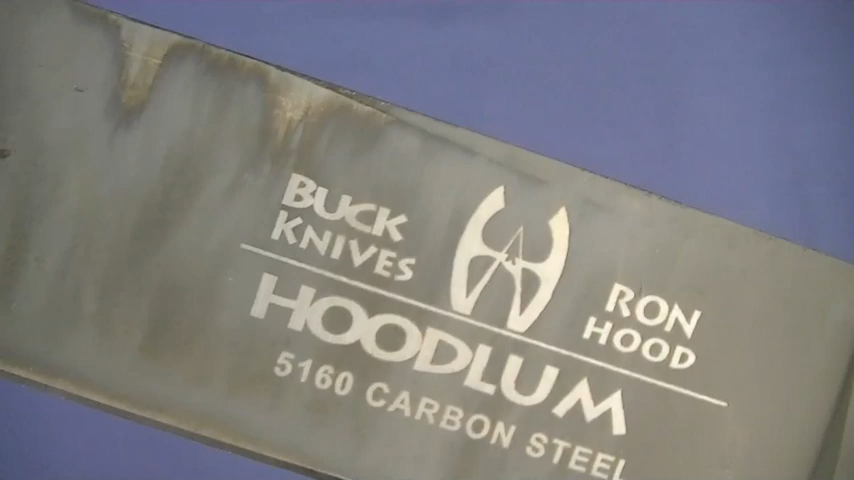 BUCK
KNIVES
RON
HOOD
HOODLUM
5160 CARBON STEEL